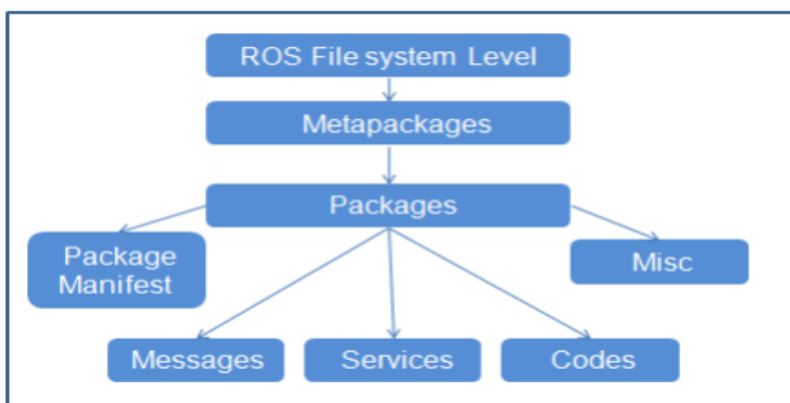 ROS File system Level
Metapackages
Packages
Package
Manifest
Misc
Messages
Services
Codes